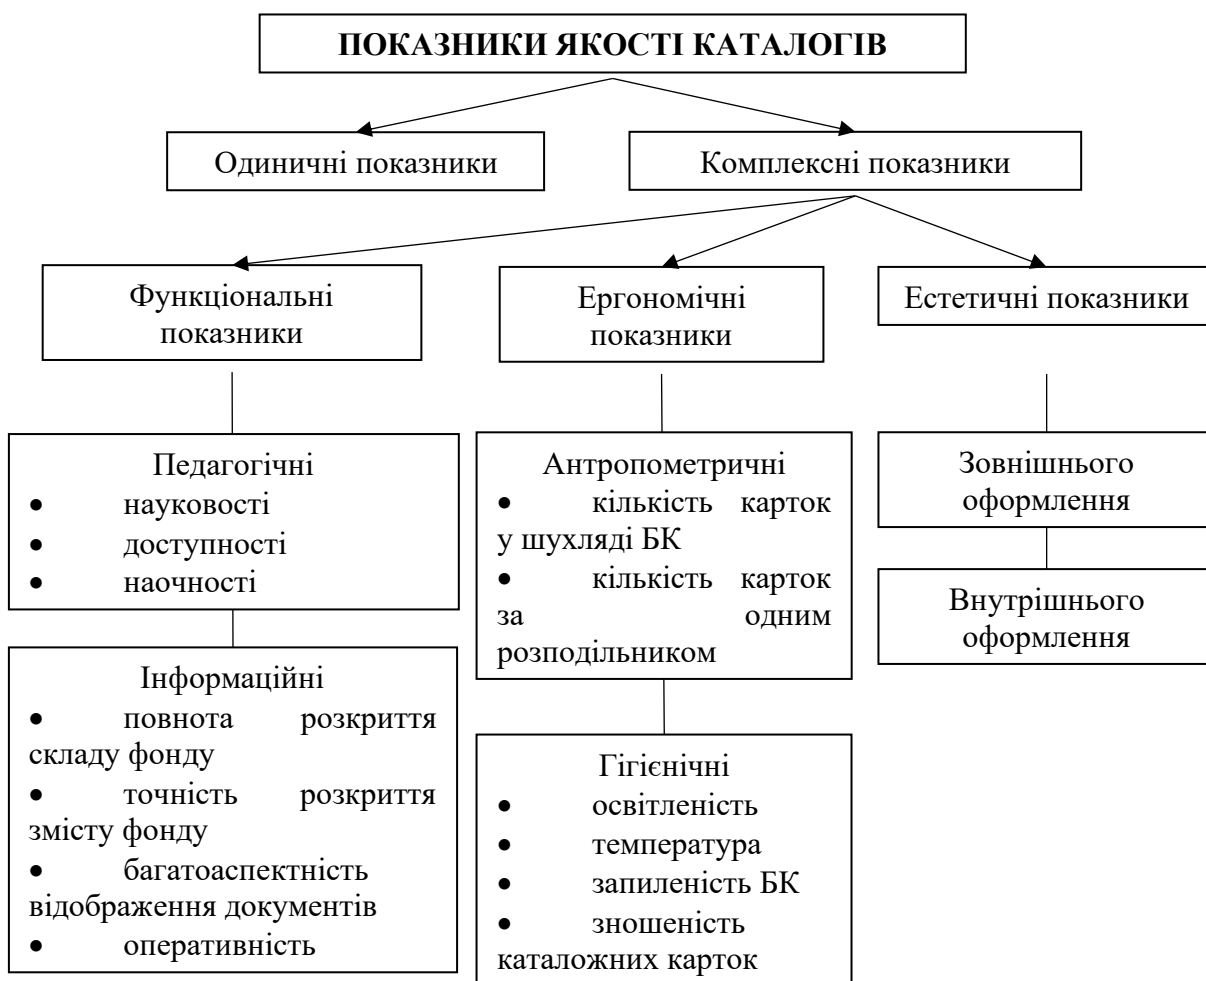 ПОКАЗНИКИ ЯКОСТІ КАТАЛОГІВ
Одиничні показники
Комплексні показники
Функціональні
показники
Ергономічні
показники
Естетичні показники
Педагогічні
• науковості
• доступності
• наочності
Інформаційні
• повнота розкриття
складу фонду
• точність розкриття
змісту фонду
• багатоаспектність
відображення документів
• оперативність
Антропометричні
• кількість карток
у шухляді БК
• кількість карток
за одним
розподільником
Гігієнічні
• освітленість
• температура
• запиленість БК
• зношеність
каталожних карток
Зовнішнього
оформлення
Внутрішнього
оформлення